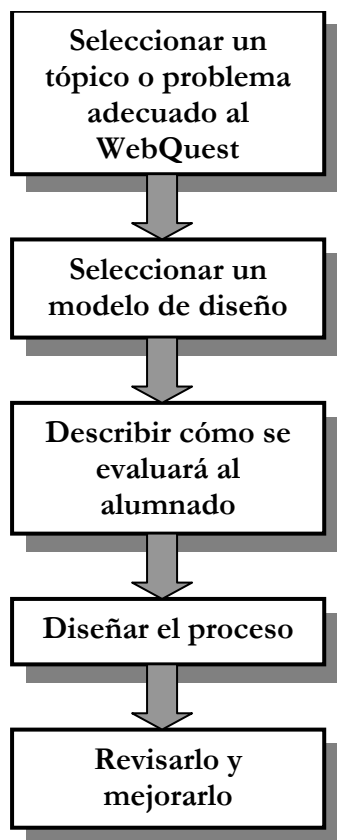 Seleccionar un
tópico o problema
adecuado al
WebQuest
Seleccionar un
modelo de diseño
Describir cómo se
evaluará al
alumnado
Diseñar el proceso
Revisarlo y
mejorarlo